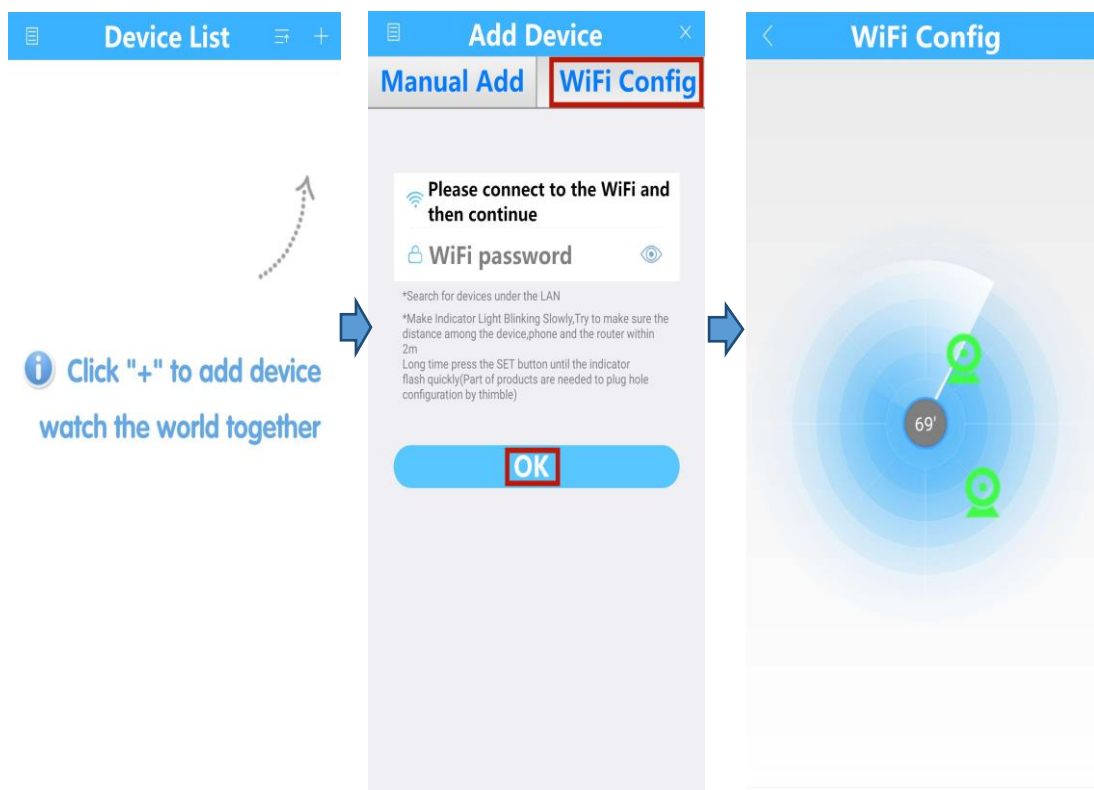 Device List
Click "+" to add device
watch the world together
Add Device
Manual Add
WiFi Config
Please connect to the WiFi and
then continue
WiFi password
*Search for devices under the LAN
*Make Indicator Light Blinking Slowly,Try to make sure the
distance among the device,phone and the router within
2m
Long time press the SET button until the indicator
flash quickly(Part of products are needed to plug hole
configuration by thimble)
OK
WiFi Config
69'